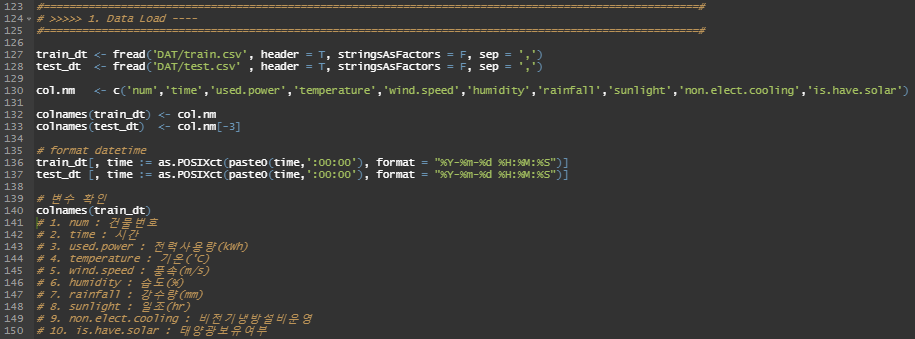 123 #==============================================================================================#
124 # >>>>> 1. Data Load ----
125 #==============================================================================================#
126
127 train_dt <- fread('DAT/train.csv', header = T, stringsAsFactors = F, sep = ',')
128 test_dt  <- fread('DAT/test.csv' , header = T, stringsAsFactors = F, sep = ',')
129
130 col.nm   <- c('num','time','used.power','temperature','wind.speed','humidity','rainfall','sunlight','non.elect.cooling','is.have.solar')
131
132 colnames(train_dt) <- col.nm
133 colnames(test_dt)  <- col.nm[-3]
134
135 # format datetime
136 train_dt[, time := as.POSIXct(paste0(time,':00:00'), format = "%Y-%m-%d %H:%M:%S")]
137 test_dt [, time := as.POSIXct(paste0(time,':00:00'), format = "%Y-%m-%d %H:%M:%S")]
138
139 # 변수 확인
140 colnames(train_dt)
141 # 1. num : 건물번호
142 # 2. time : 시간
143 # 3. used.power : 전력사용량(kWh)
144 # 4. temperature : 기온('C)
145 # 5. wind.speed : 풍속(m/s)
146 # 6. humidity : 습도(%)
147 # 7. rainfall : 강수량(mm)
148 # 8. sunlight : 일조(hr)
149 # 9. non.elect.cooling : 비전기냉방설비운영
150 # 10. is.have.solar : 태양광보유여부